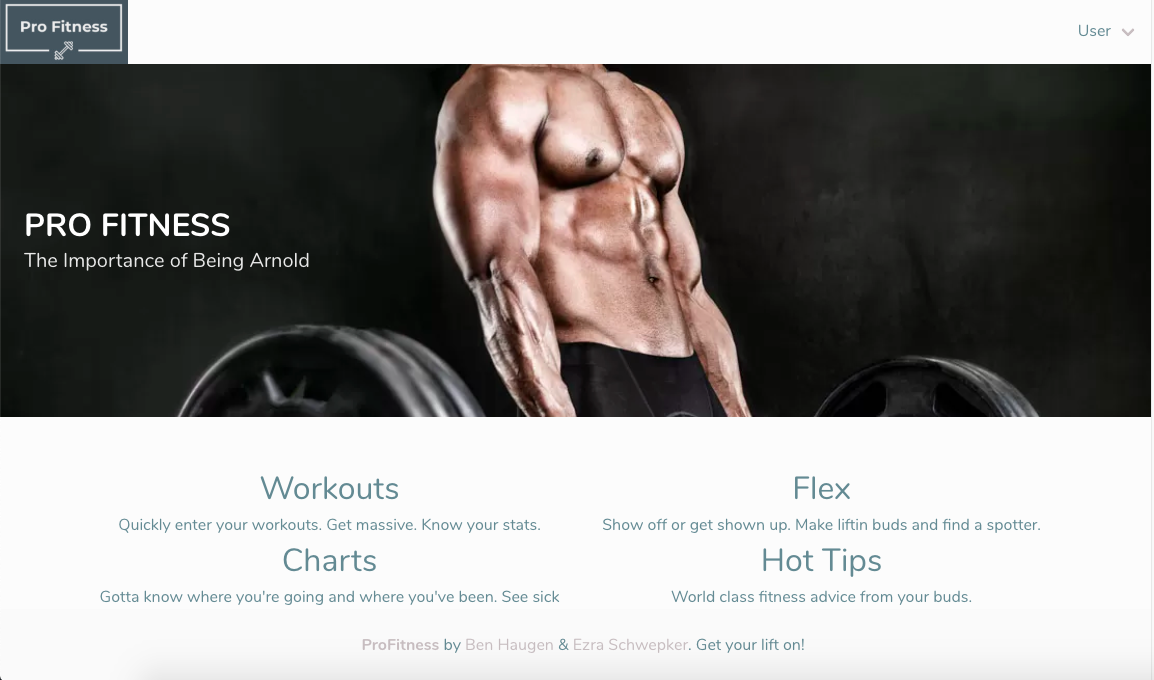 Pro Fitness
User
PRO FITNESS
The Importance of Being Arnold
Workouts
Quickly enter your workouts. Get massive. Know your stats.
Flex
Show off or get shown up. Make liftin buds and find a spotter.
Charts
Gotta know where you're going and where you've been. See sick
Hot Tips
World class fitness advice from your buds.
ProFitness by Ben Haugen & Ezra Schwepker. Get your lift on!